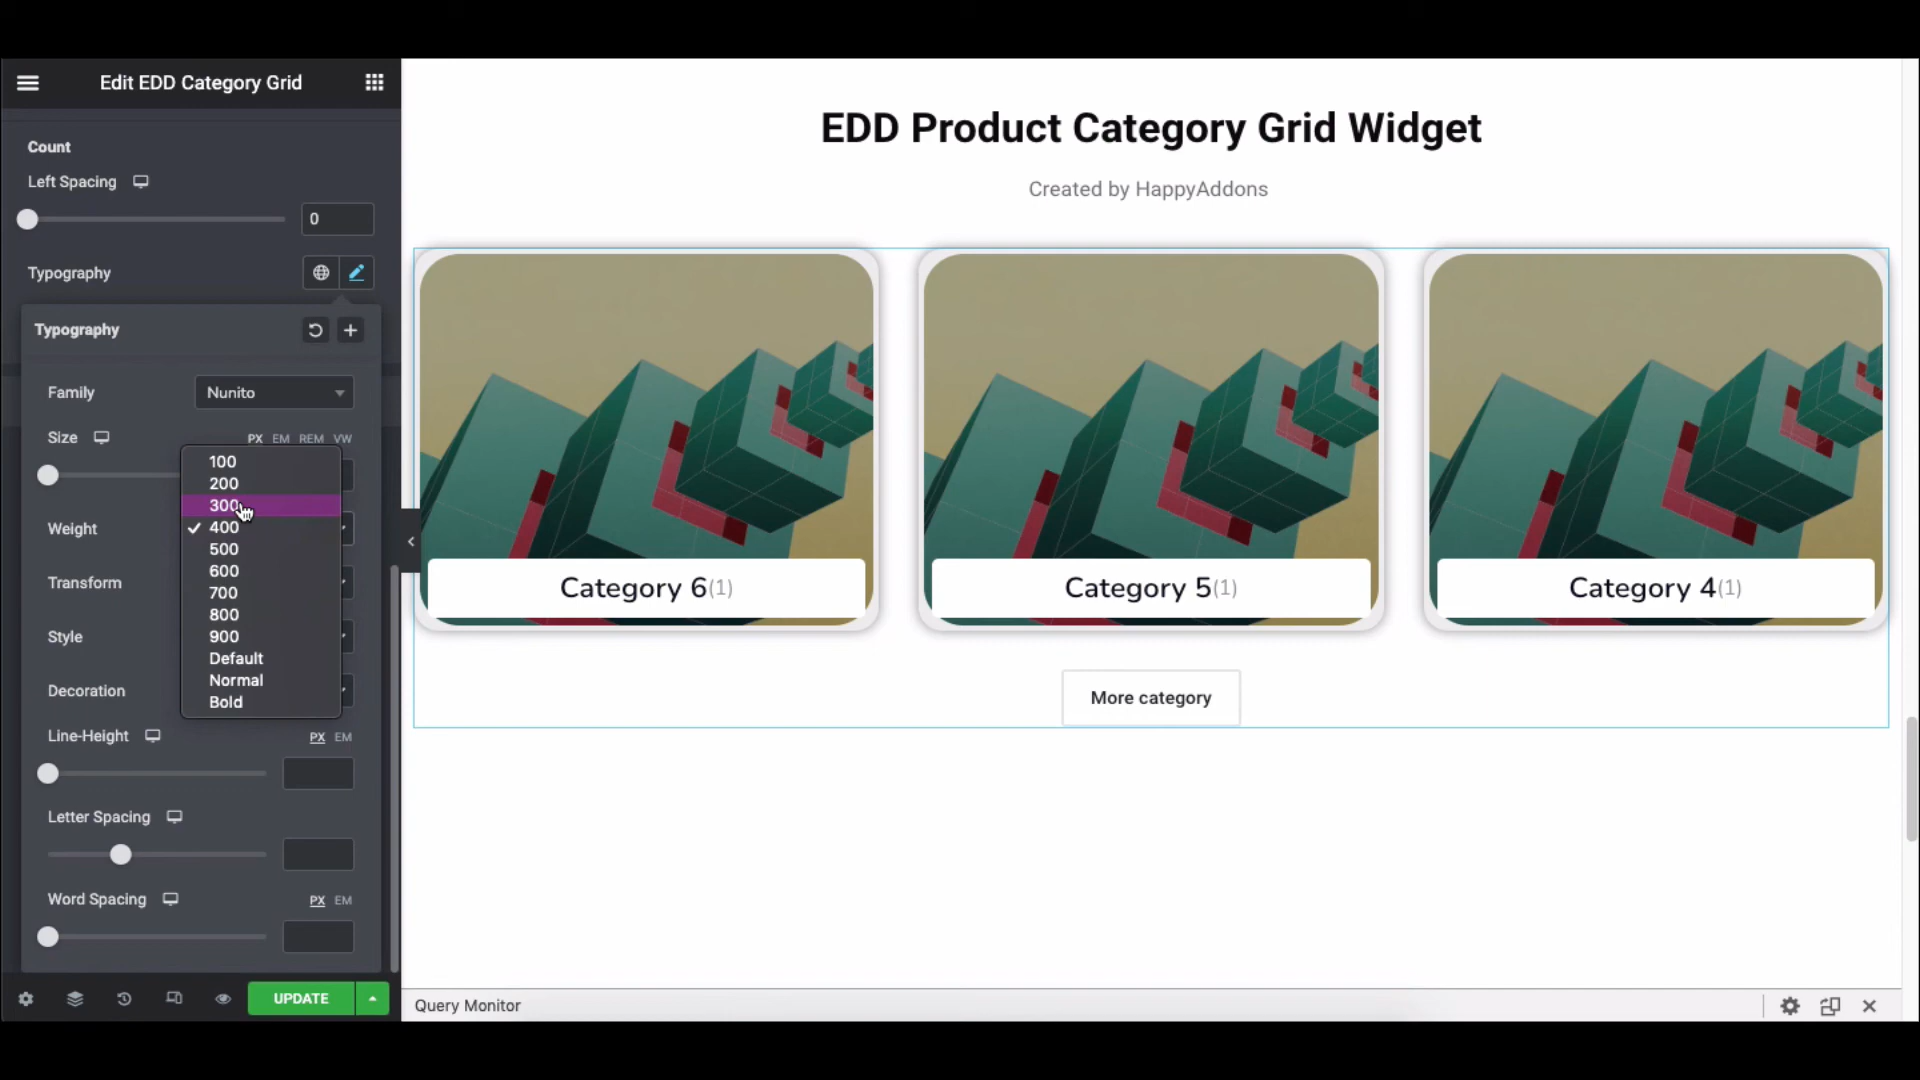 Edit EDD Category Grid
Count
Left Spacing
0
Typography
Typography
Family
Nunito
Size
PX EM REM VW
100
200
300
Weight
400
500
Transform
600
700
800
Style
900
Default
Normal
Decoration
Bold
Line-Height
PX EM
Letter Spacing
Word Spacing
PX EM
UPDATE
EDD Product Category Grid Widget
Created by HappyAddons
Category 6(1)
Category 5(1)
Category 4(1)
More category
Query Monitor